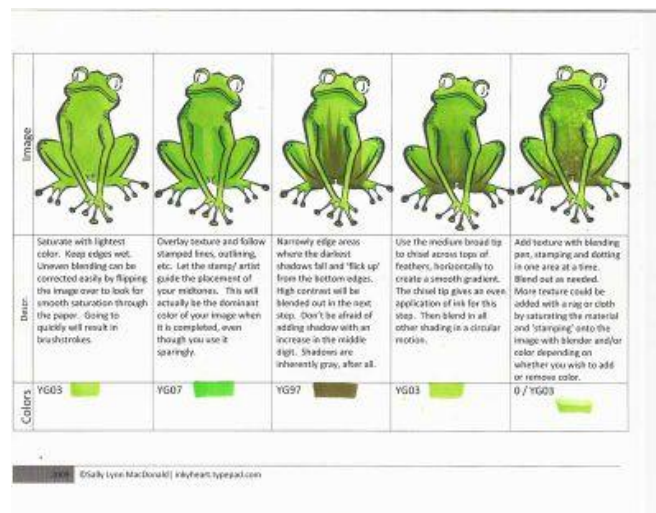 Image
Descr.
Saturate with lightest
color. Keep edges wet.
Uneven blending can be
corrected easily by flipping
the image over to look for
smooth saturation through
the paper. Going to
quickly will result in
brushstrokes.
Overlay texture and follow
stamped lines, outlining,
etc. Let the stamp/ artist
guide the placement of
your midtones. This will
actually be the dominant
color of your image when
it is completed, even
though you use it
sparingly.
Narrowly edge areas
where the darkest
shadows fall and 'flick up'
from the bottom edges.
High contrast will be
blended out in the next
step. Don't be afraid of
adding shadow with an
increase in the middle
digit. Shadows are
inherently gray, after all.
Use the medium broad tip
to chisel across tops of
feathers, horizontally to
create a smooth gradient.
The chisel tip gives an even
application of ink for this
step. Then blend in all
other shading in a circular
motion.
Add texture with blending
pen, stamping and dotting
in one area at a time.
Blend out as needed.
More texture could be
added with a rag or cloth
by saturating the material
and 'stamping' onto the
image with blender and/or
color depending on
whether you wish to add
or remove color.
Colors
YG03
YG07
YG97
YG03
0 / YG03
©Sally Lynn MacDonald| inkyheart.typepad.com